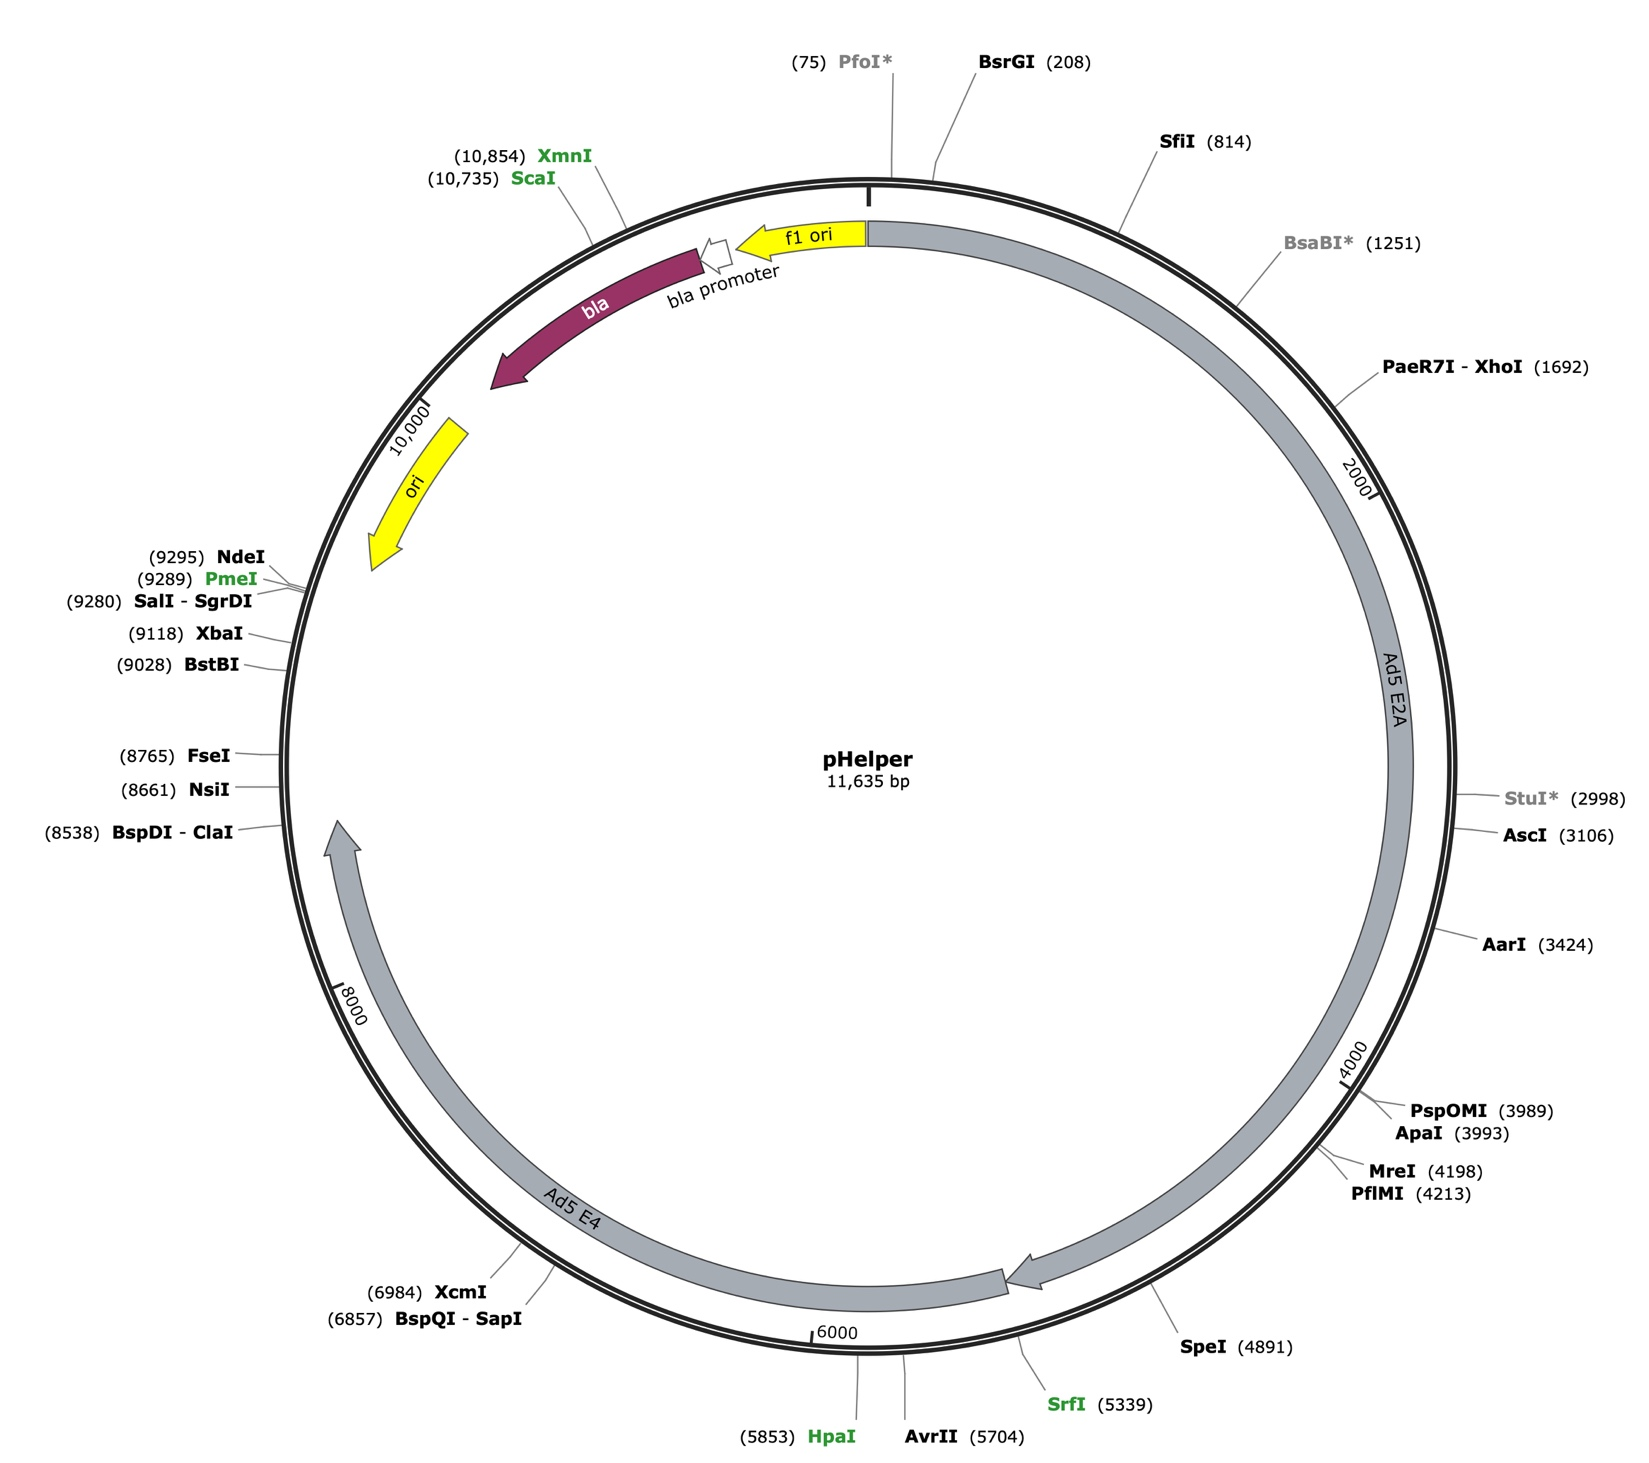 (75) PfoI*
BsrGI (208)
SfiI (814)
BsaBI* (1251)
PaeR7I - XhoI (1692)
2000
Ad5 E2A
StuI* (2998)
AscI (3106)
AarI (3424)
4000
PspOMI (3989)
ApaI (3993)
MreI (4198)
PflMI (4213)
SpeI (4891)
SrfI (5339)
AvrII (5704)
(5853) HpaI
6000
(6857) BspQI - SapI
(6984) XcmI
Ad5 E4
8000
(8538) BspDI - ClaI
(8661) NsiI
(8765) FseI
(9028) BstBI
(9118) XbaI
(9280) SalI - SgrDI
(9289) PmeI
(9295) NdeI
ori
10,000
bla
bla promoter
f1 ori
(10,735) ScaI
(10,854) XmnI
pHelper
11,635 bp